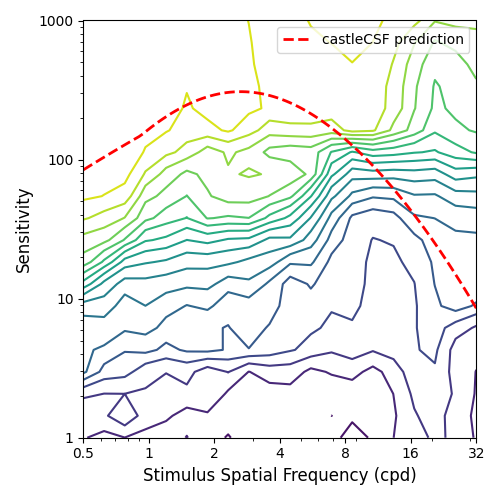 castleCSF prediction
1000
100
10
1
Sensitivity
0.5 1 2 4 8 16 32
Stimulus Spatial Frequency (cpd)